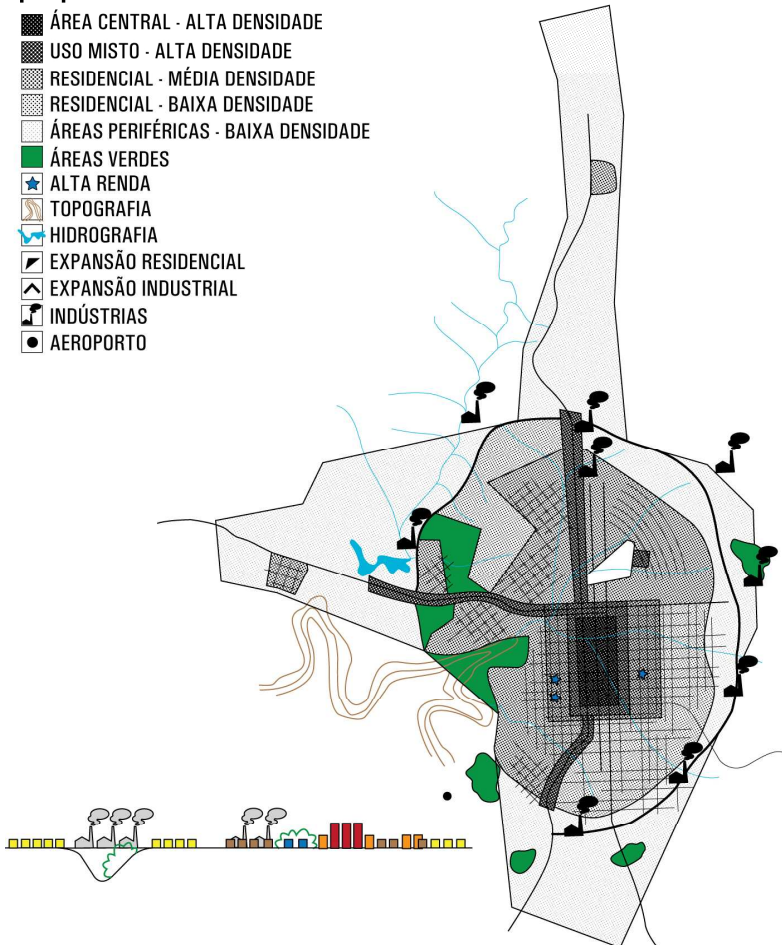 ÁREA CENTRAL - ALTA DENSIDADE
USO MISTO - ALTA DENSIDADE
RESIDENCIAL - MÉDIA DENSIDADE
RESIDENCIAL - BAIXA DENSIDADE
ÁREAS PERIFÉRICAS - BAIXA DENSIDADE
ÁREAS VERDES
ALTA RENDA
TOPOGRAFIA
HIDROGRAFIA
EXPANSÃO RESIDENCIAL
EXPANSÃO INDUSTRIAL
INDÚSTRIAS
AEROPORTO